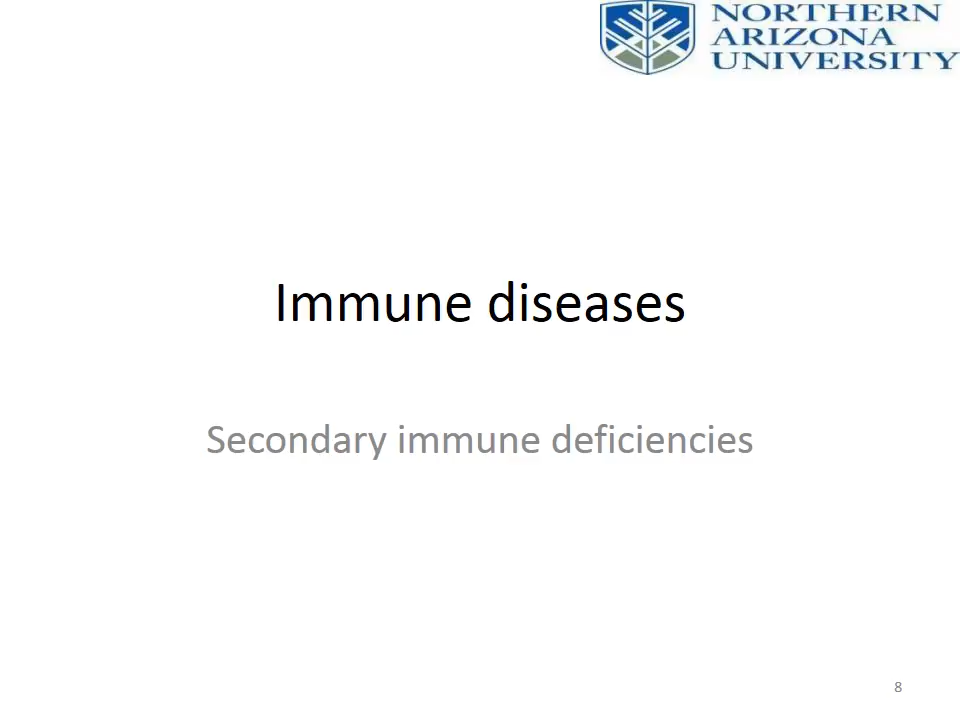 NORTHERN
ARIZONA
UNIVERSITY
Immune diseases
Secondary immune deficiencies
8